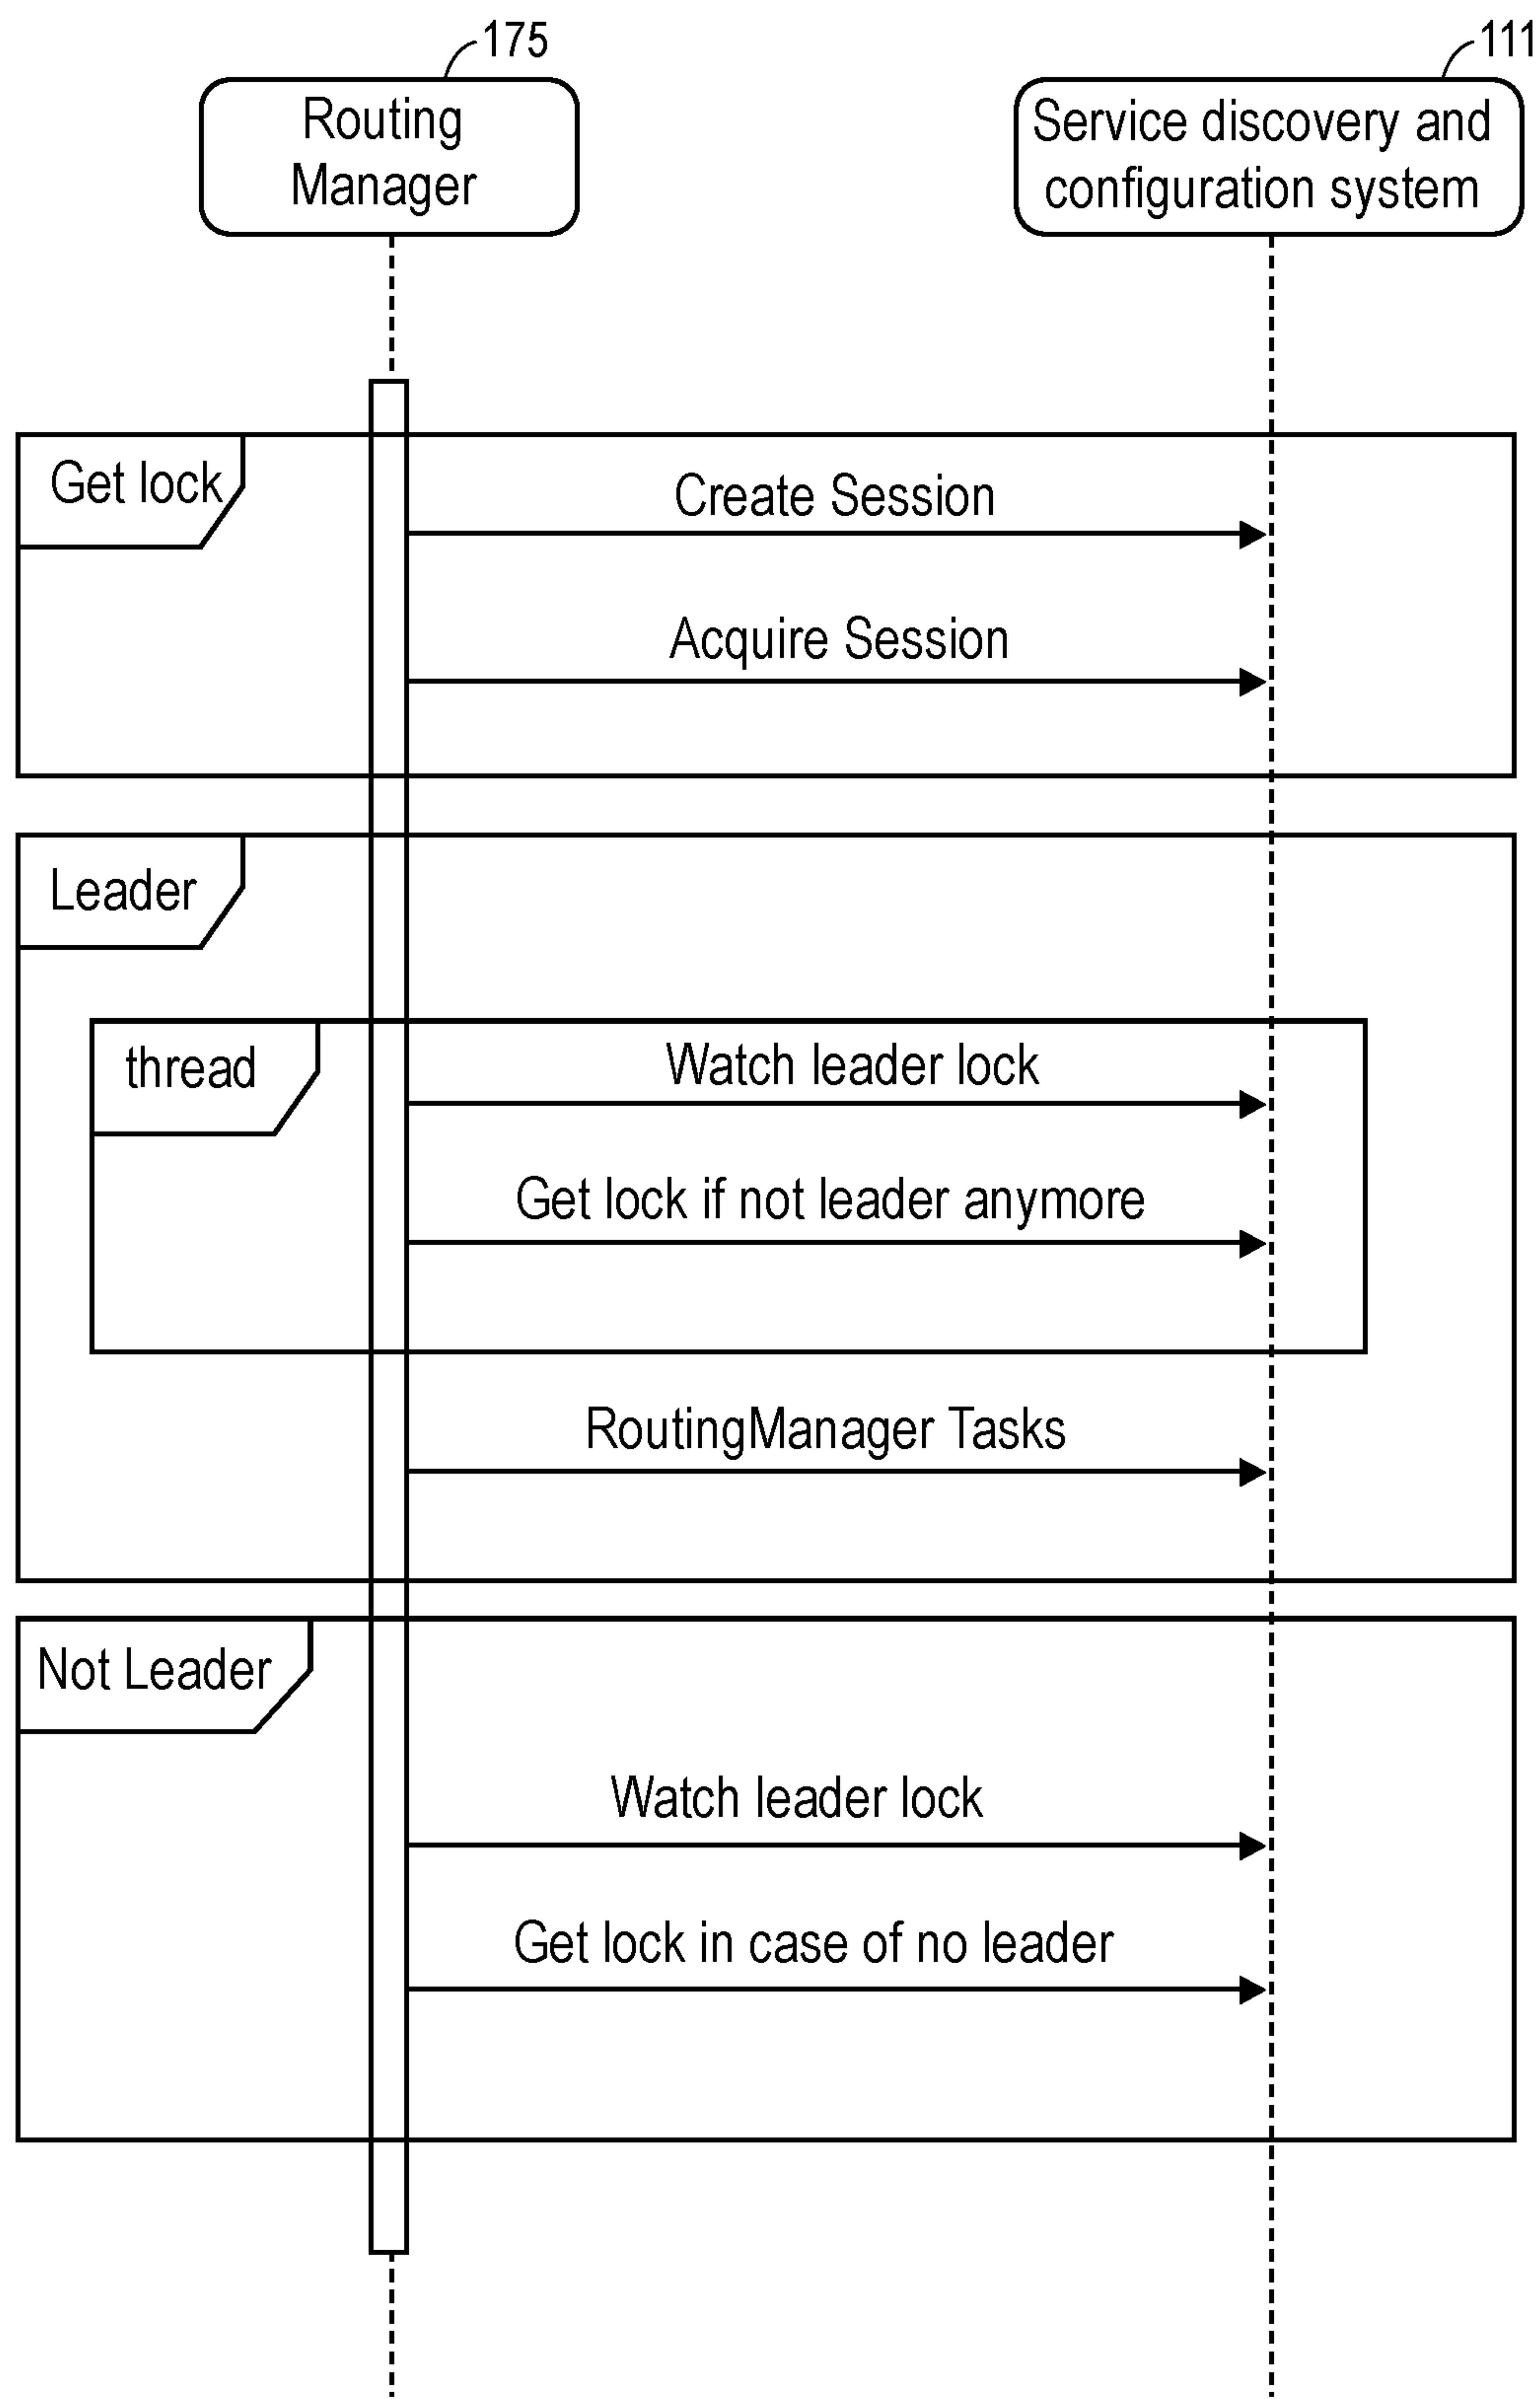 175
111
Routing
Manager
Service discovery and
configuration system
Get lock
Create Session
Acquire Session
Leader
thread
Watch leader lock
Get lock if not leader anymore
RoutingManager Tasks
Not Leader
Watch leader lock
Get lock in case of no leader